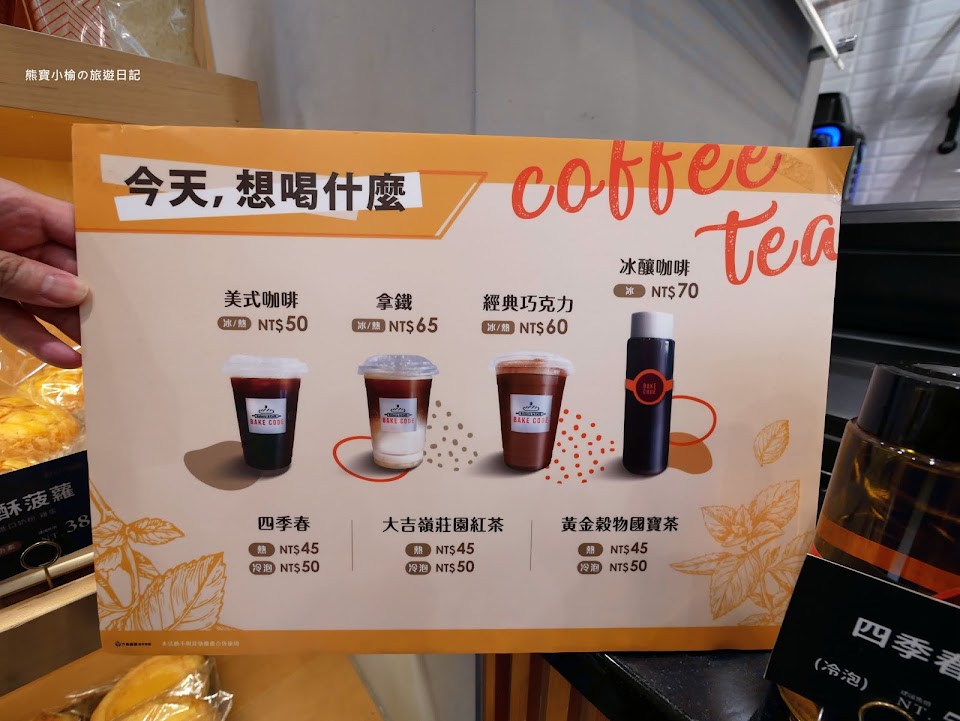 熊寶小榆の旅遊日記
今天,想喝什麼
coffee
tea
美式咖啡
冰/熱 NT$50
拿鐵
冰/熱 NT$65
經典巧克力
冰/熱 NT$60
冰釀咖啡
冰 NT$70
BAKE CODE
BAKE CODE
BAKE CODE
BAKE
CODE
四季春
熱 NT$45
冷泡 NT$50
大吉嶺莊園紅茶
熱 NT$45
冷泡 NT$50
黃金穀物國寶茶
熱 NT$45
冷泡 NT$50
酥菠蘿
38
四季春
(冷泡)
NT.